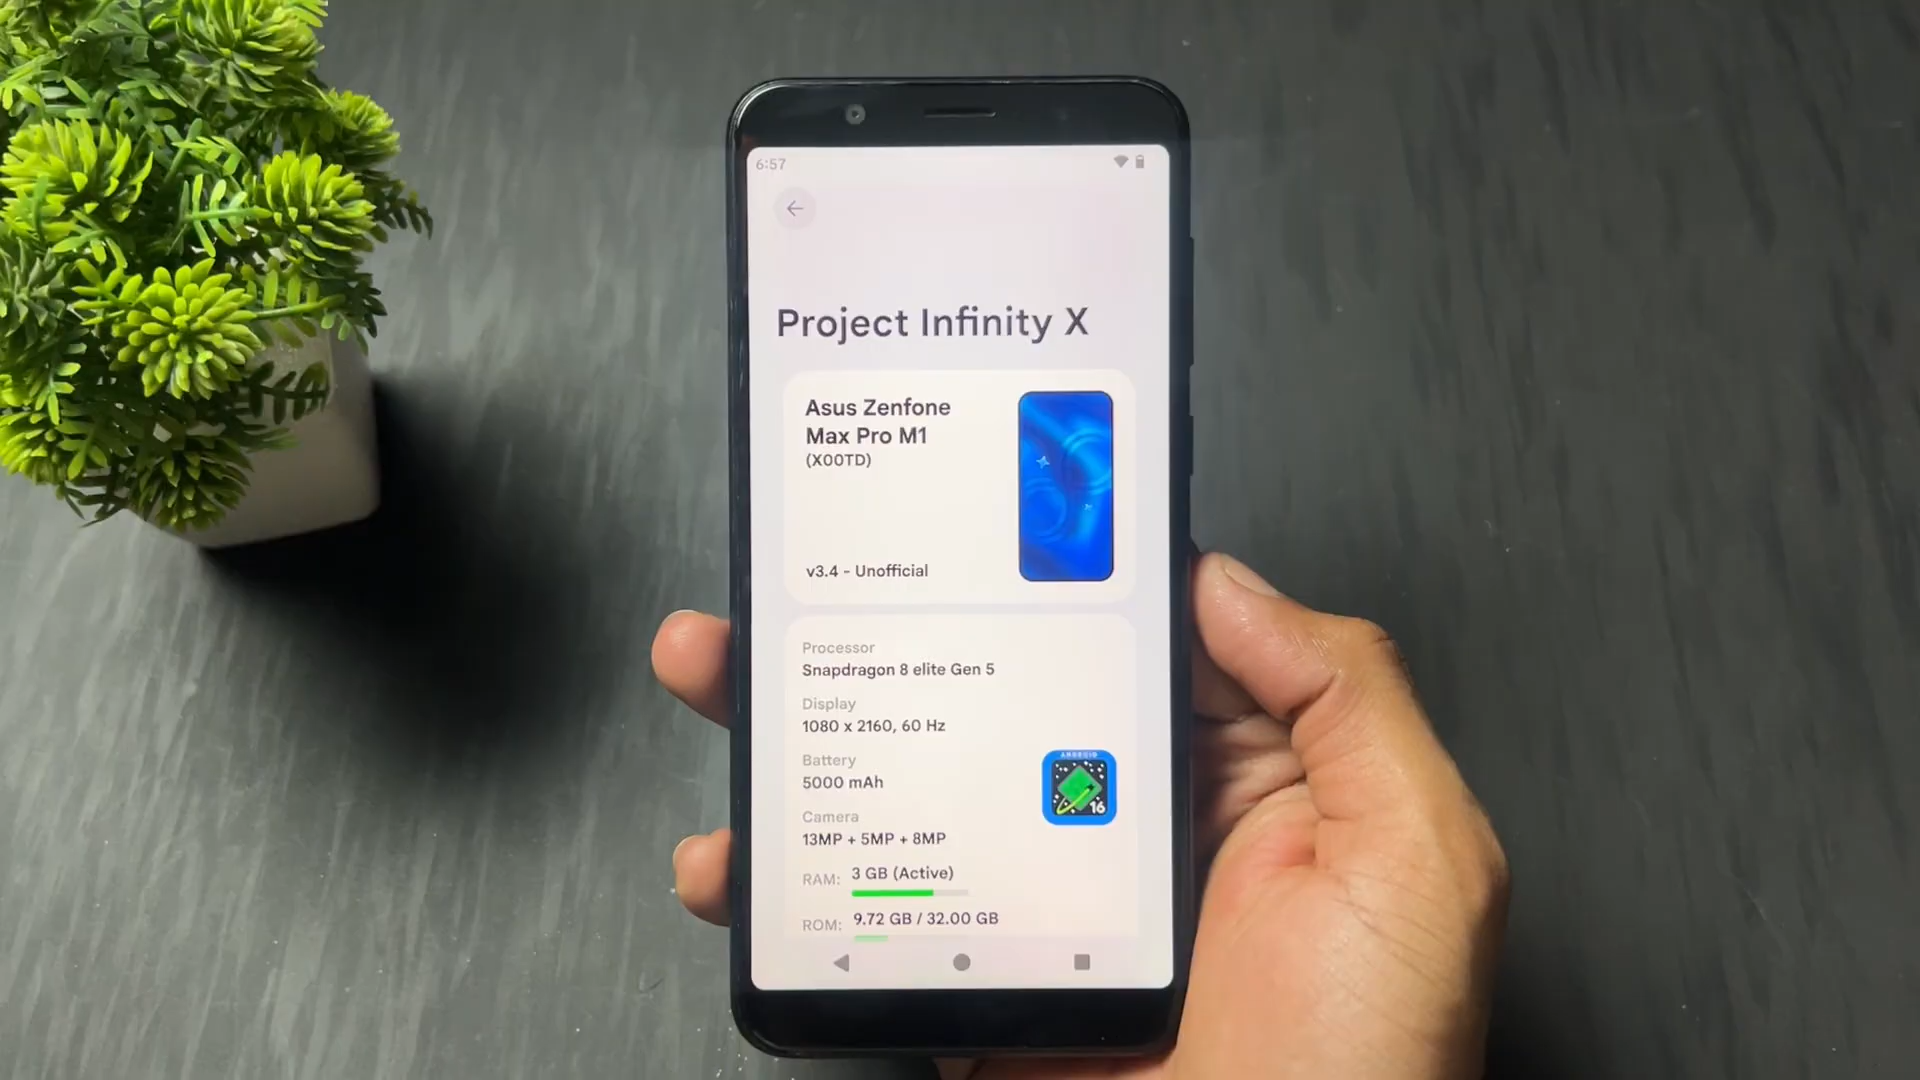 6:57
Project Infinity X
Asus Zenfone
Max Pro M1
(X00TD)
v3.4 - Unofficial
Processor
Snapdragon 8 elite Gen 5
Display
1080 x 2160, 60 Hz
Battery
5000 mAh
ANDROID
16
Camera
13MP + 5MP + 8MP
RAM: 3 GB (Active)
ROM: 9.72 GB / 32.00 GB